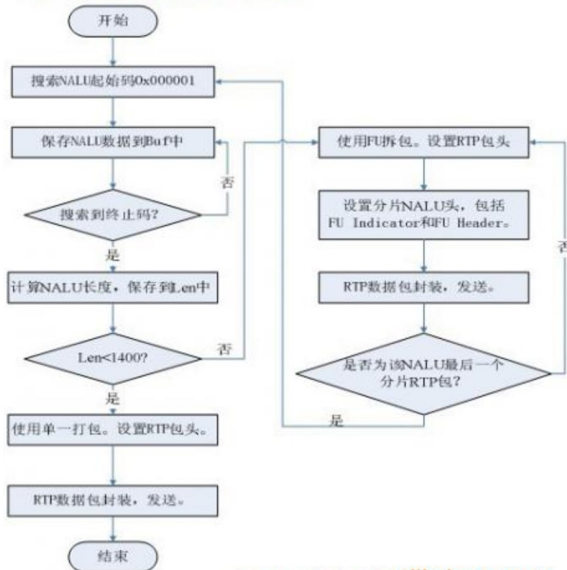 开始
搜索NALU起始码0x000001
保存NALU数据到Buf中
否
搜索到终止码?
是
计算NALU长度，保存到Len中
Len<1400?
否
是
使用单一打包。设置RTP包头。
RTP数据包封装，发送。
结束
使用FU拆包。设置RTP包头
设置分片NALU头，包括
FU Indicator和FU Header。
RTP数据包封装，发送。
否
是否为该NALU最后一个
分片RTP包?
是